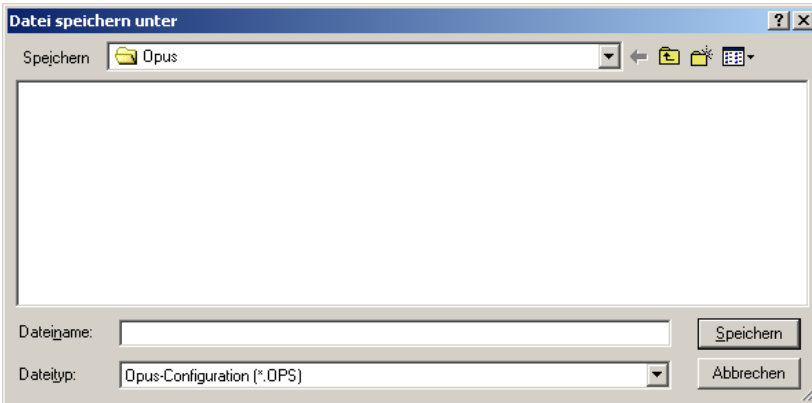 Datei speichern unter
Speichern
Opus
Dateiname:
Speichern
Dateityp:
Opus-Configuration (*.OPS)
Abbrechen